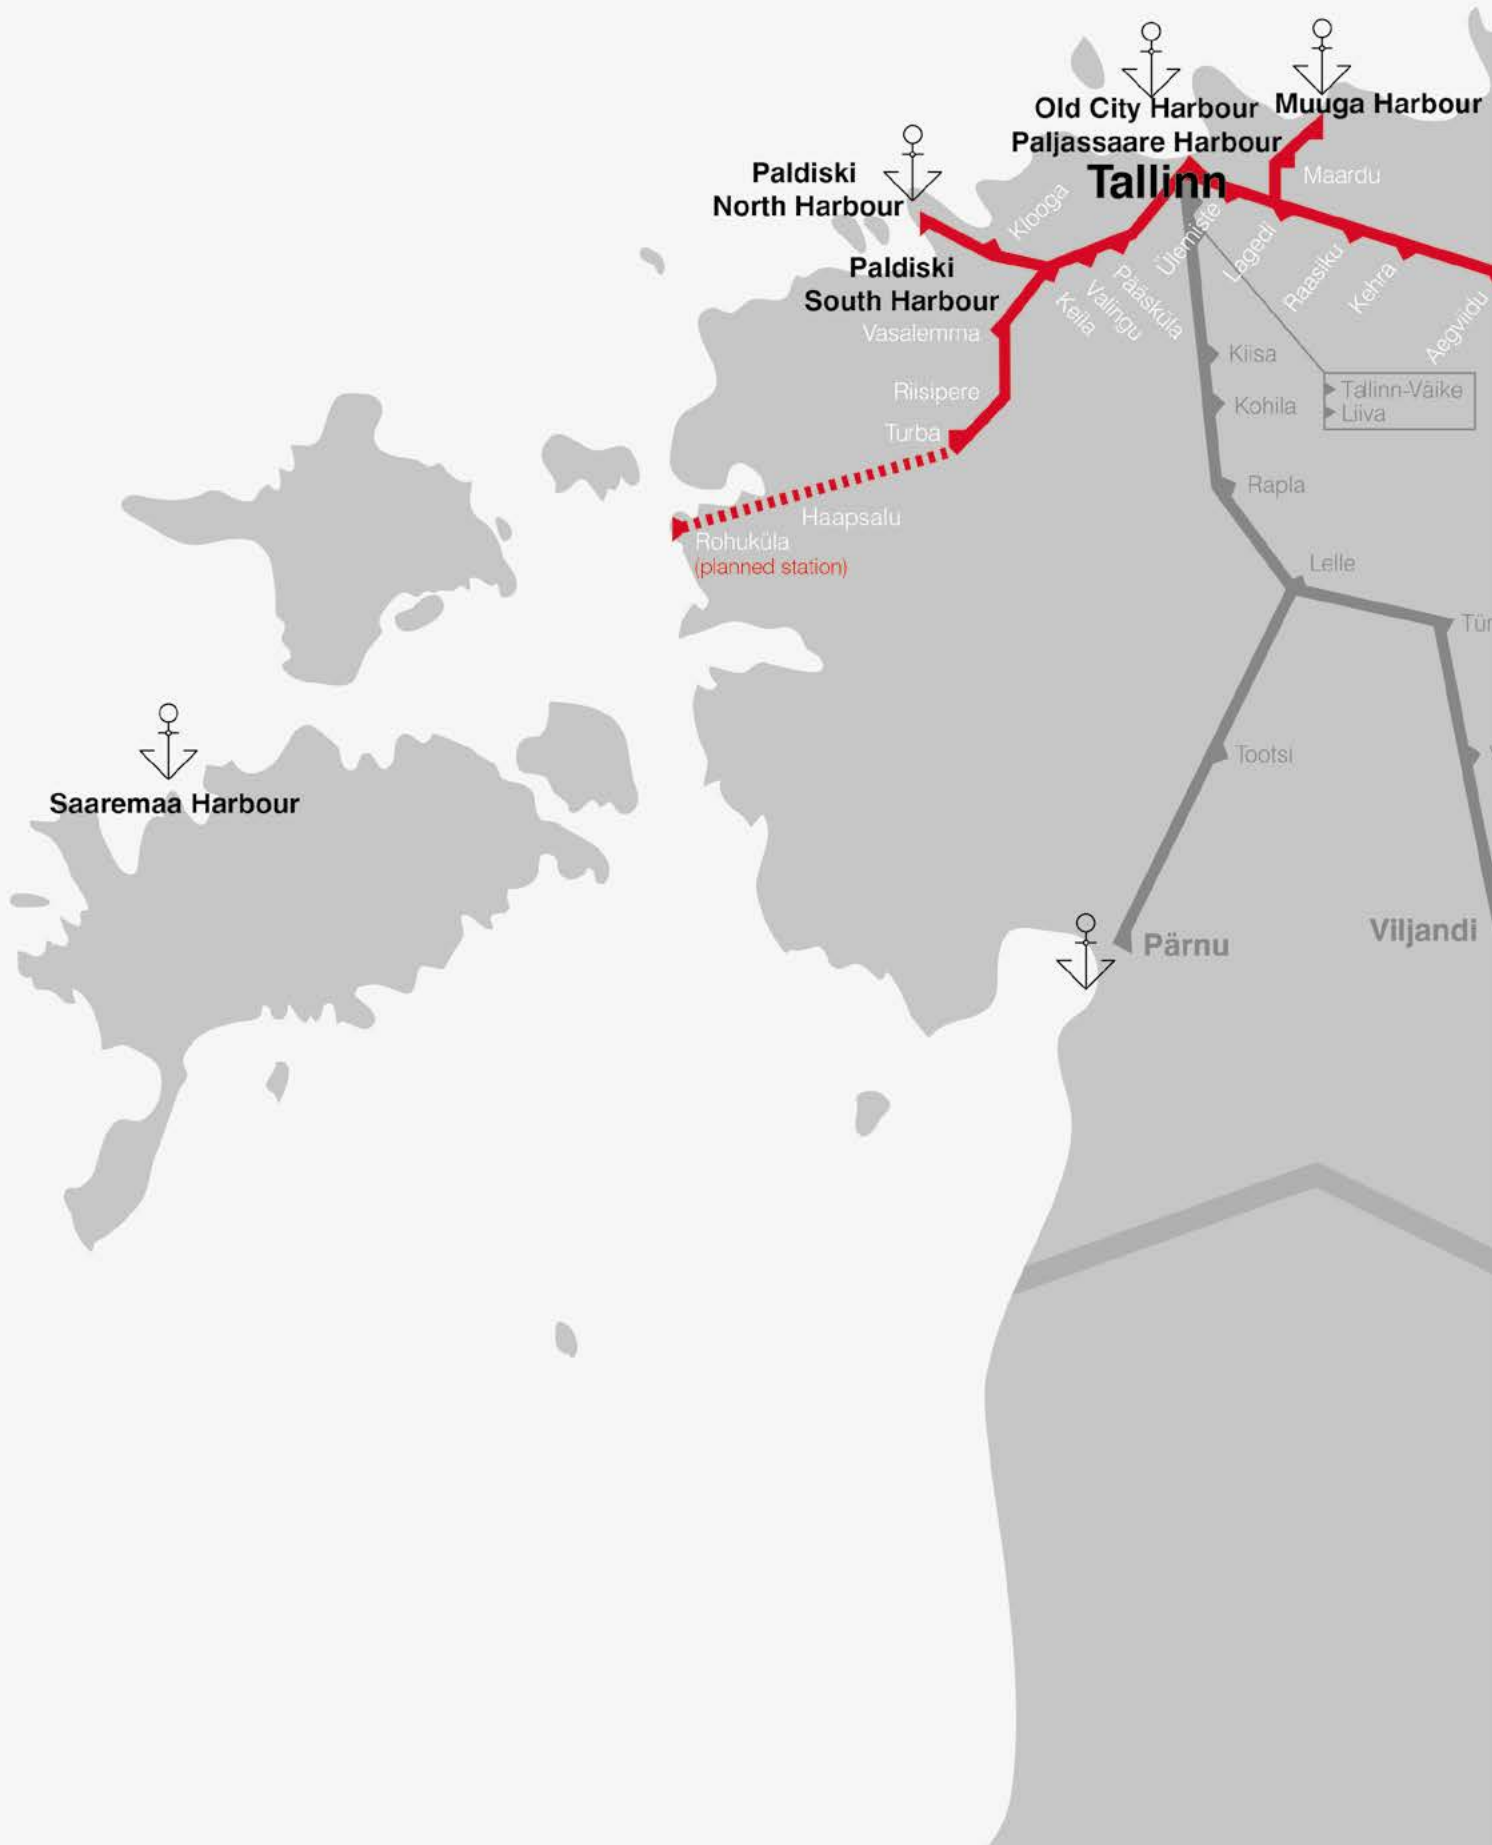 Old City Harbour
Muuga Harbour
Paljassaare Harbour
Tallinn
Maardu
Paldiski
North Harbour
Klooga
Ülemiste
Lagedi
Raasiku
Kehra
Aegviidu
Paldiski
South Harbour
Keila
Valingu
Pääsküla
Vasalemma
Kiisa
Riisipere
Tallinn-Väike
Liiva
Kohila
Turba
Rapla
Haapsalu
Rohuküla
(planned station)
Lelle
Tür
Tootsi
Saaremaa Harbour
Pärnu
Viljandi